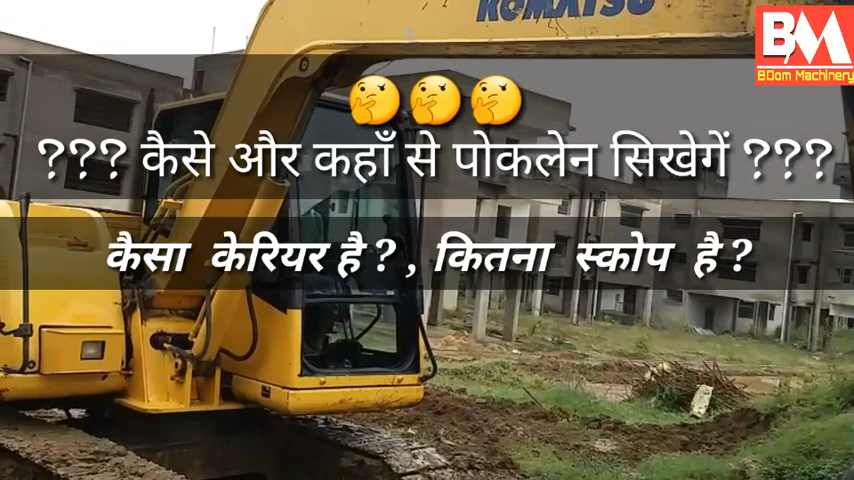 KOMATSU
BM
BOom Machinery
??? कैसे और कहाँ से पोकलेन सिखेगें ???
कैसा केरियर है ? , कितना स्कोप है ?